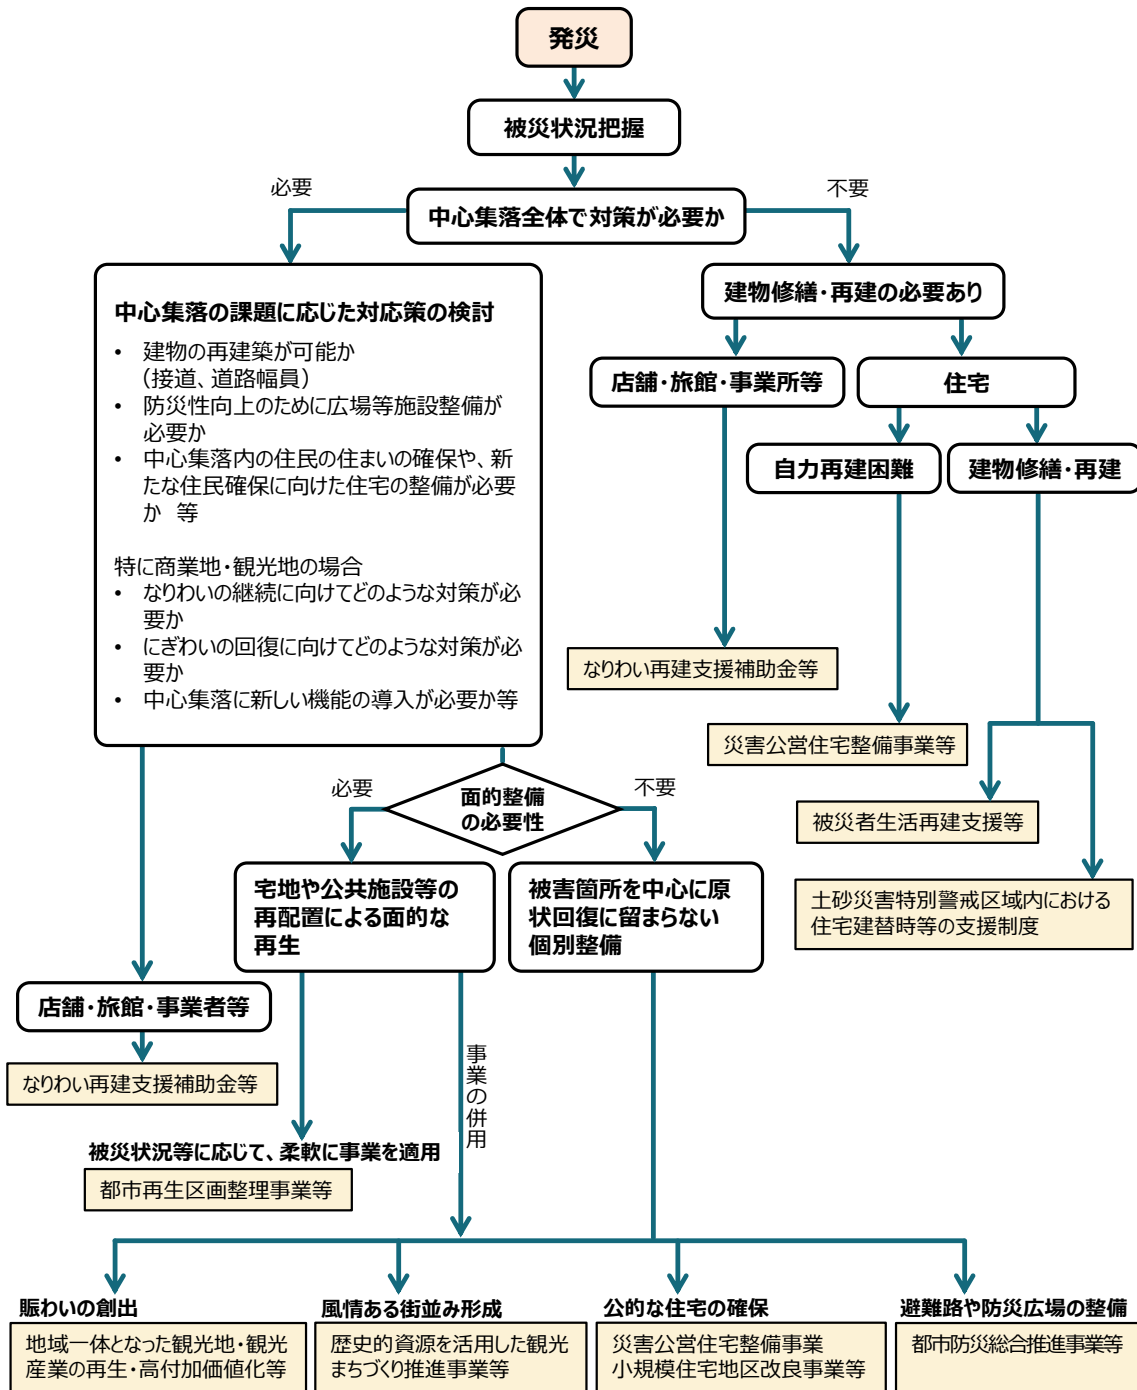 発災
被災状況把握
必要
不要
中心集落全体で対策が必要か
中心集落の課題に応じた対応策の検討
• 建物の再建築が可能か
（接道、道路幅員）
• 防災性向上のために広場等施設整備が
必要か
• 中心集落内の住民の住まいの確保や、新
たな住民確保に向けた住宅の整備が必要
か 等
特に商業地・観光地の場合
• なりわいの継続に向けてどのような対策が必
要か
• にぎわいの回復に向けてどのような対策が必
要か
• 中心集落に新しい機能の導入が必要か等
建物修繕・再建の必要あり
店舗・旅館・事業所等
住宅
自力再建困難
建物修繕・再建
なりわい再建支援補助金等
災害公営住宅整備事業等
被災者生活再建支援等
土砂災害特別警戒区域内における
住宅建替時等の支援制度
必要
面的整備
の必要性
不要
宅地や公共施設等の
再配置による面的な
再生
被害箇所を中心に原
状回復に留まらない
個別整備
店舗・旅館・事業者等
なりわい再建支援補助金等
事業の併用
被災状況等に応じて、柔軟に事業を適用
都市再生区画整理事業等
賑わいの創出
地域一体となった観光地・観光
産業の再生・高付加価値化等
風情ある街並み形成
歴史的資源を活用した観光
まちづくり推進事業等
公的な住宅の確保
災害公営住宅整備事業
小規模住宅地区改良事業等
避難路や防災広場の整備
都市防災総合推進事業等